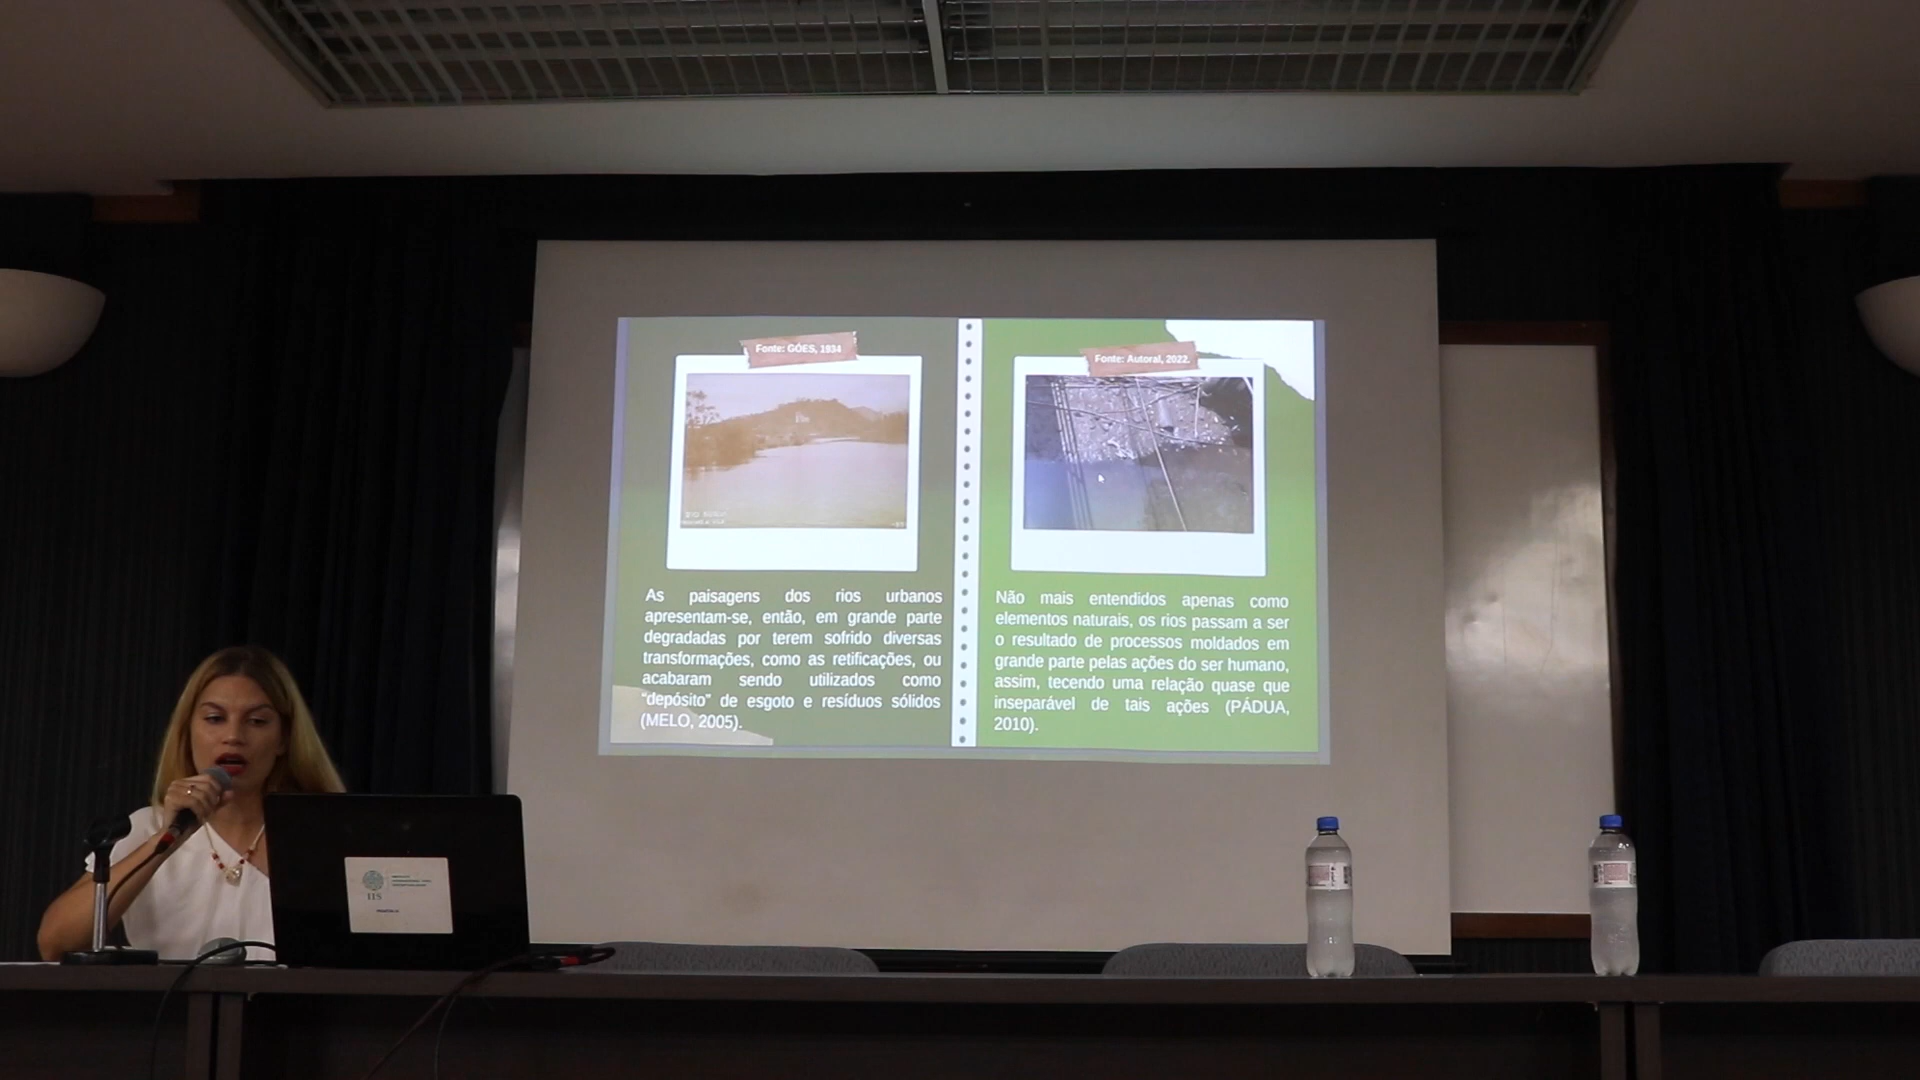 Fonte: GÓES, 1934
As paisagens dos rios urbanos
apresentam-se, então, em grande parte
degradadas por terem sofrido diversas
transformações, como as retificações, ou
acabaram sendo utilizados como
“depósito” de esgoto e resíduos sólidos
(MELO, 2005).
Fonte: Autoral, 2022.
Não mais entendidos apenas como
elementos naturais, os rios passam a ser
o resultado de processos moldados em
grande parte pelas ações do ser humano,
assim, tecendo uma relação quase que
inseparável de tais ações (PÁDUA,
2010).
IIS